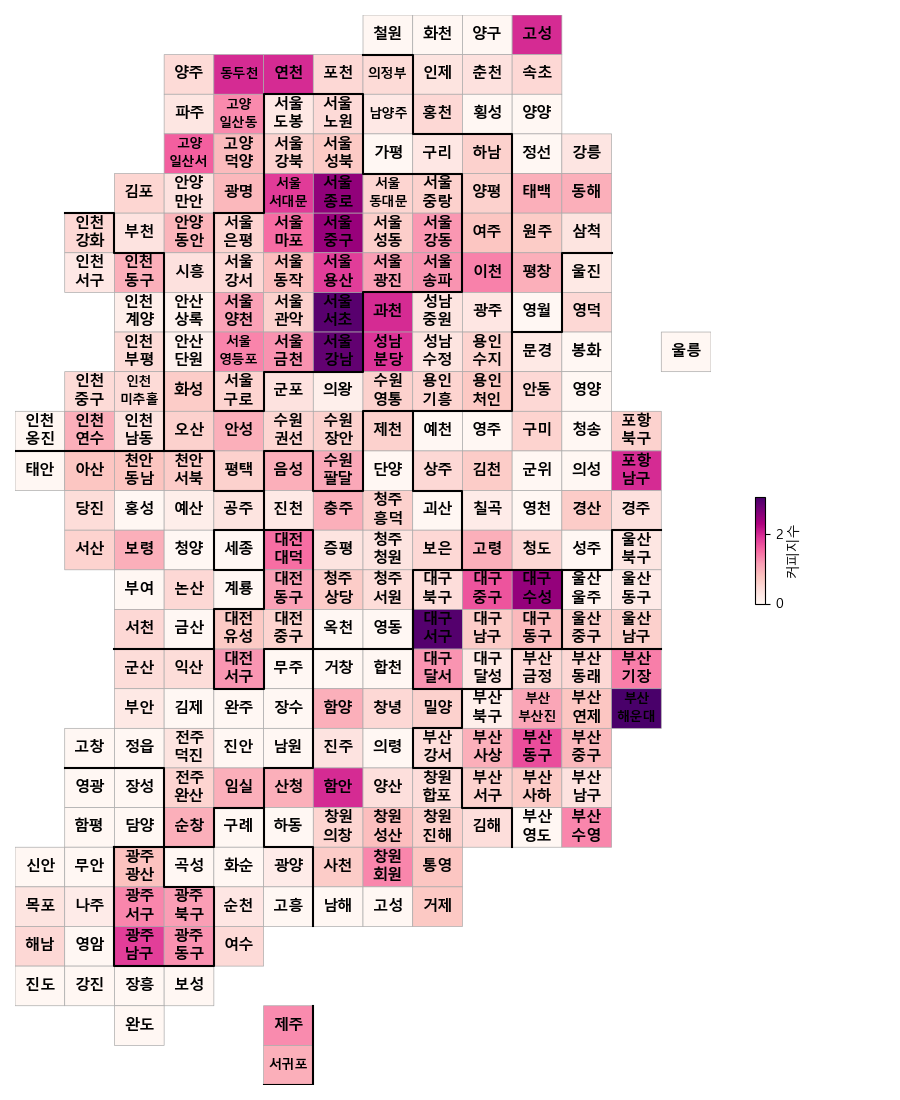 철원 화천 양구 고성
양주 동두천 연천 포천 의정부 인제 춘천 속초
파주 고양 일산동 서울 도봉 서울 노원 남양주 홍천 횡성 양양
고양 일산서 고양 덕양 서울 강북 서울 성북 가평 구리 하남 정선 강릉
김포 안양 만안 광명 서울 서대문 서울 종로 서울 동대문 서울 중랑 양평 태백 동해
인천 강화 부천 안양 동안 서울 은평 서울 마포 서울 중구 서울 성동 서울 강동 여주 원주 삼척
인천 서구 인천 동구 시흥 서울 강서 서울 동작 서울 용산 서울 광진 서울 송파 이천 평창 울진
인천 계양 안산 상록 서울 양천 서울 관악 서울 서초 과천 성남 중원 광주 영월 영덕
인천 부평 안산 단원 서울 영등포 서울 금천 서울 강남 성남 분당 성남 수정 용인 수지 문경 봉화 울릉
인천 중구 인천 미추홀 화성 서울 구로 군포 의왕 수원 영통 용인 기흥 용인 처인 안동 영양
인천 옹진 인천 연수 인천 남동 오산 안성 수원 권선 수원 장안 제천 예천 영주 구미 청송 포항 북구
태안 아산 천안 동남 천안 서북 평택 음성 수원 팔달 단양 상주 김천 군위 의성 포항 남구
당진 홍성 예산 공주 진천 충주 청주 흥덕 괴산 칠곡 영천 경산 경주
서산 보령 청양 세종 대전 대덕 증평 청주 청원 보은 고령 청도 성주 울산 북구
부여 논산 계룡 대전 동구 청주 상당 청주 서원 대구 북구 대구 중구 대구 수성 울산 울주 울산 동구
서천 금산 대전 유성 대전 중구 옥천 영동 대구 서구 대구 남구 대구 동구 울산 중구 울산 남구
군산 익산 대전 서구 무주 거창 합천 대구 달서 대구 달성 부산 금정 부산 동래 부산 기장
부안 김제 완주 장수 함양 창녕 밀양 부산 북구 부산 부산진 부산 연제 부산 해운대
고창 정읍 전주 덕진 진안 남원 진주 의령 부산 강서 부산 사상 부산 동구 부산 중구
영광 장성 전주 완산 임실 산청 함안 양산 창원 합포 부산 서구 부산 사하 부산 남구
함평 담양 순창 구례 하동 창원 의창 창원 성산 창원 진해 김해 부산 영도 부산 수영
신안 무안 광주 광산 곡성 화순 광양 사천 창원 회원 통영
목포 나주 광주 서구 광주 북구 순천 고흥 남해 고성 거제
해남 영암 광주 남구 광주 동구 여수
진도 강진 장흥 보성
완도 제주
서귀포
2
0
커피지수